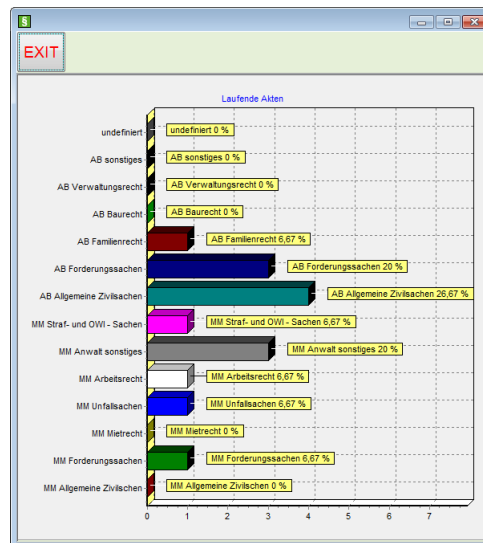 §
EXIT
Laufende Akten
undefiniert
undefiniert 0 %
AB sonstiges
AB sonstiges 0 %
AB Verwaltungsrecht
AB Verwaltungsrecht 0 %
AB Baurecht
AB Baurecht 0 %
AB Familienrecht
AB Familienrecht 6,67 %
AB Forderungssachen
AB Forderungssachen 20 %
AB Allgemeine Zivilsachen
AB Allgemeine Zivilsachen 26,67 %
MM Straf- und OWI - Sachen
MM Straf- und OWI - Sachen 6,67 %
MM Anwalt sonstiges
MM Anwalt sonstiges 20 %
MM Arbeitsrecht
MM Arbeitsrecht 6,67 %
MM Unfallsachen
MM Unfallsachen 6,67 %
MM Mietrecht
MM Mietrecht 0 %
MM Forderungssachen
MM Forderungssachen 6,67 %
MM Allgemeine Zivilschen
MM Allgemeine Zivilschen 0 %
0 1 2 3 4 5 6 7